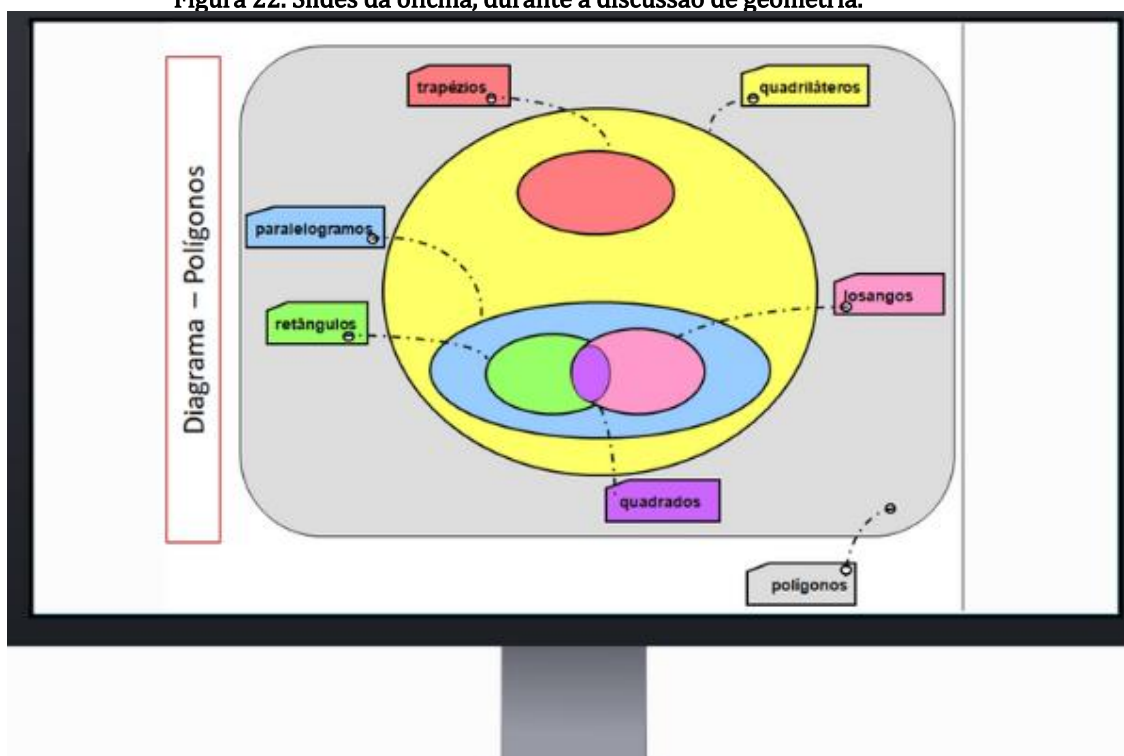 Figura 22. Slides da oficina, durante a discussão de geometria.
Diagrama – Polígonos
trapézios
quadriláteros
paralelogramos
losangos
retângulos
quadrados
polígonos